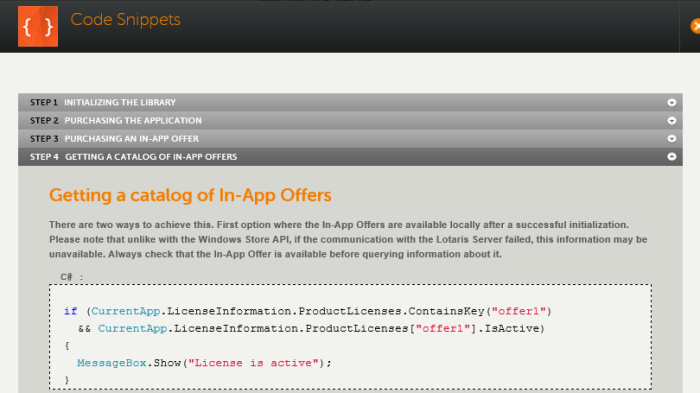 { }
Code Snippets
STEP 1 INITIALIZING THE LIBRARY
STEP 2 PURCHASING THE APPLICATION
STEP 3 PURCHASING AN IN-APP OFFER
STEP 4 GETTING A CATALOG OF IN-APP OFFERS
Getting a catalog of In-App Offers
There are two ways to achieve this. First option where the In-App Offers are available locally after a successful initialization.
Please note that unlike with the Windows Store API, if the communication with the Lotaris Server failed, this information may be
unavailable. Always check that the In-App Offer is available before querying information about it.
C# :
if (CurrentApp.LicenseInformation.ProductLicenses.ContainsKey("offer1")
&& CurrentApp.LicenseInformation.ProductLicenses["offer1"].IsActive)
{
MessageBox.Show("License is active");
}